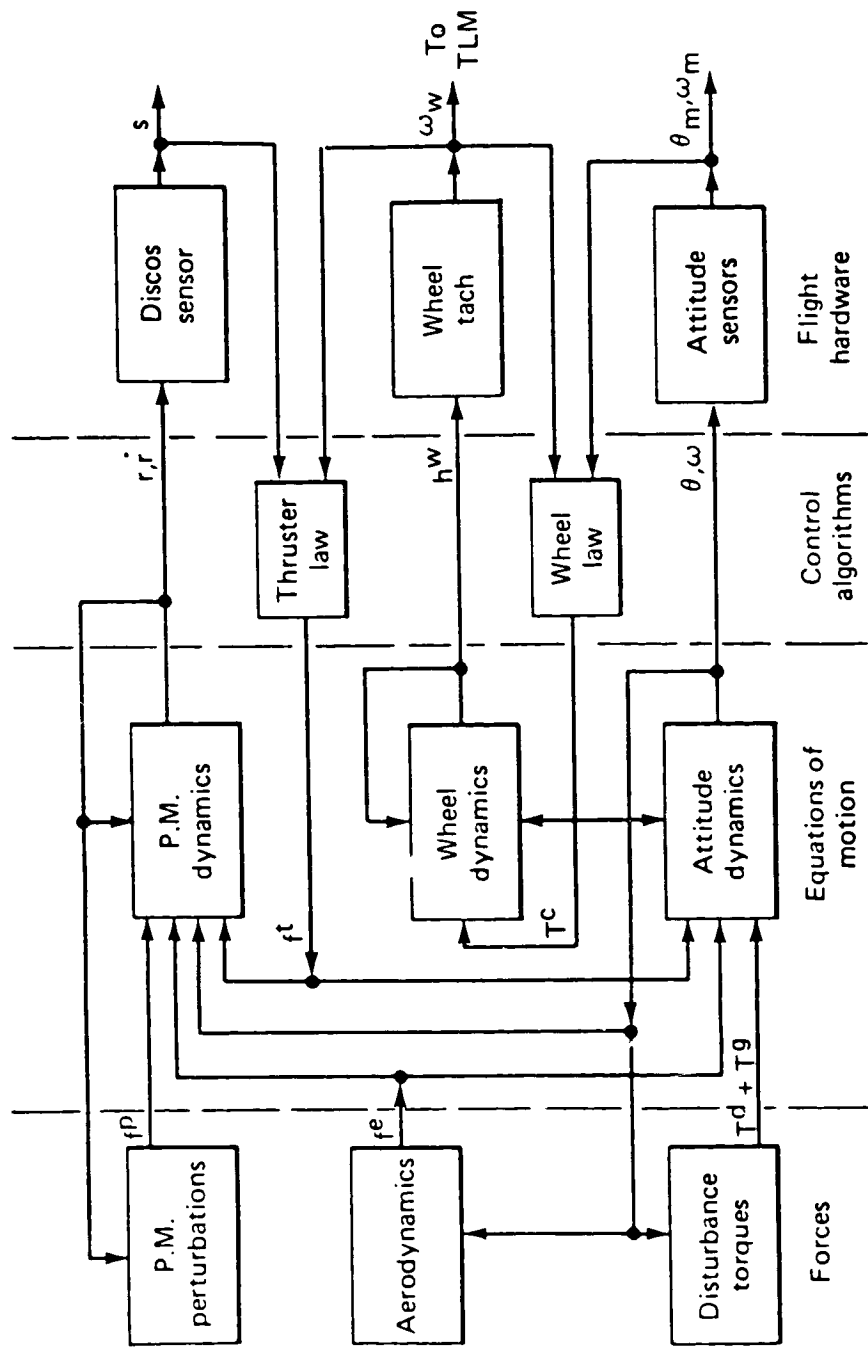 P.M.
perturbations
Aerodynamics
Disturbance
torques
Forces
f^p
f^e
T^d + T^g
P.M.
dynamics
f^t
Wheel
dynamics
T^c
Attitude
dynamics
Equations of
motion
r, ṙ
Thruster
law
h^w
Wheel
law
θ, ω
Control
algorithms
Discos
sensor
s
Wheel
tach
ω_w
To
TLM
Attitude
sensors
θ_m, ω_m
Flight
hardware